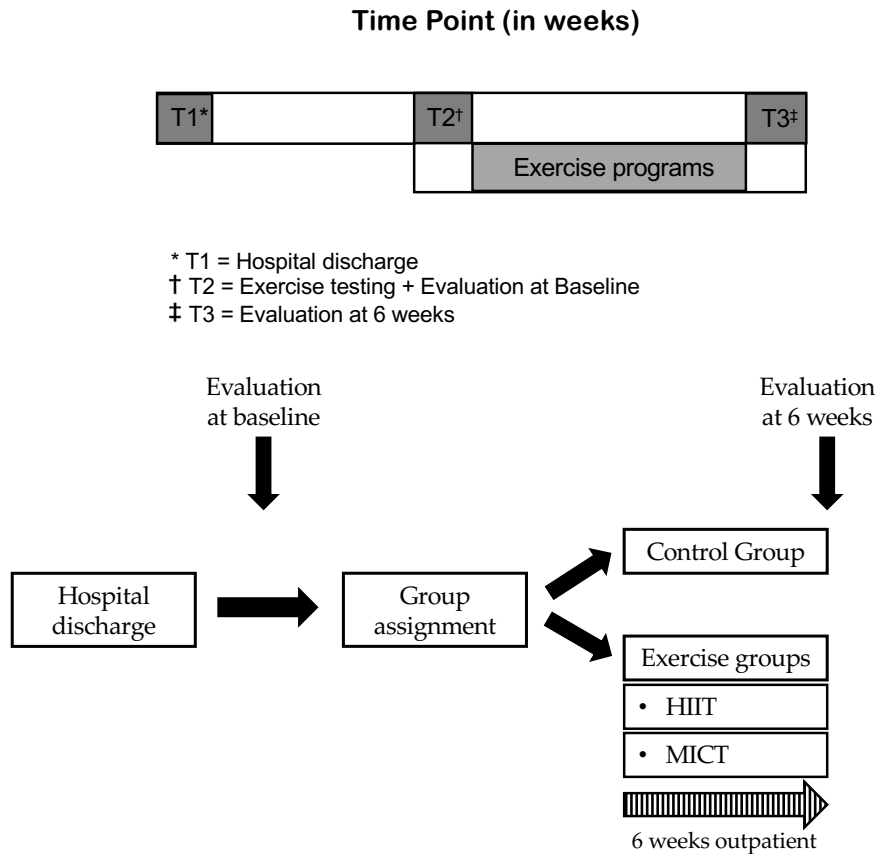 Time Point (in weeks)
T1* T2† T3‡
Exercise programs
* T1 = Hospital discharge
† T2 = Exercise testing + Evaluation at Baseline
‡ T3 = Evaluation at 6 weeks
Evaluation
at baseline
Evaluation
at 6 weeks
Hospital
discharge
Group
assignment
Control Group
Exercise groups
• HIIT
• MICT
6 weeks outpatient